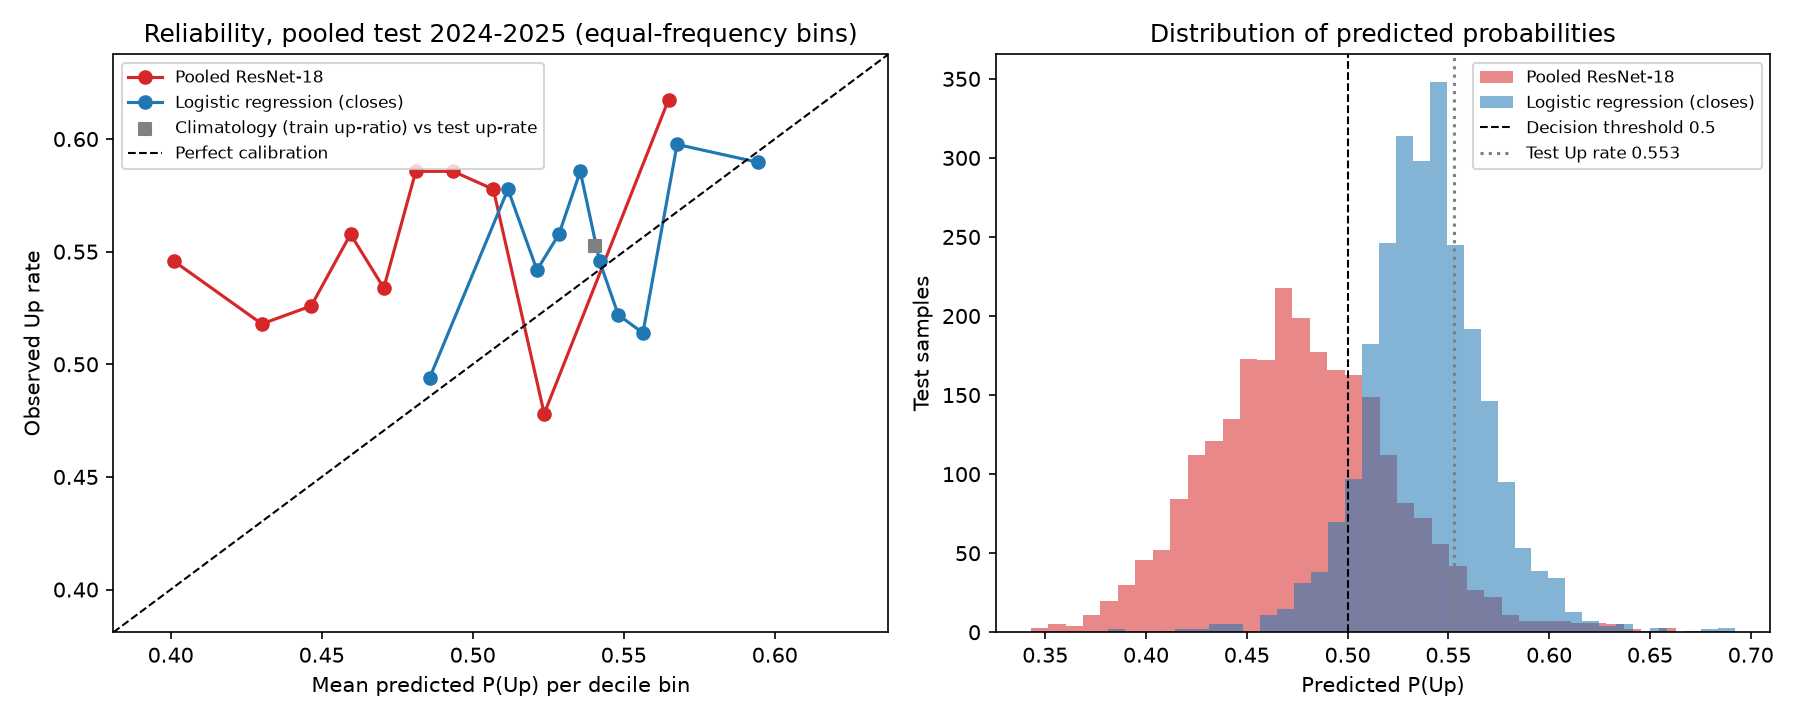 Reliability, pooled test 2024-2025 (equal-frequency bins)
Pooled ResNet-18
Logistic regression (closes)
Climatology (train up-ratio) vs test up-rate
Perfect calibration
Observed Up rate
0.60
0.55
0.50
0.45
0.40
0.40 0.45 0.50 0.55 0.60
Mean predicted P(Up) per decile bin
Distribution of predicted probabilities
Pooled ResNet-18
Logistic regression (closes)
Decision threshold 0.5
Test Up rate 0.553
Test samples
350
300
250
200
150
100
50
0
0.35 0.40 0.45 0.50 0.55 0.60 0.65 0.70
Predicted P(Up)